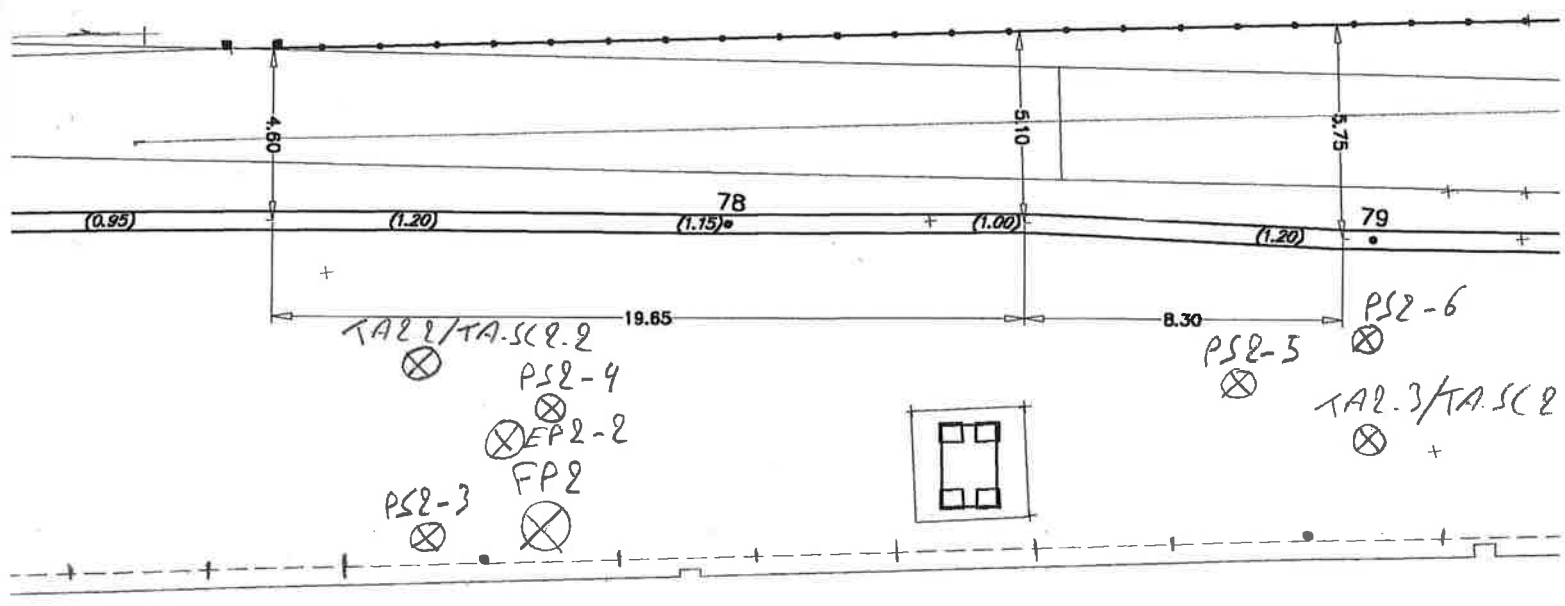 4.60
5.10
5.75
78
79
(0.95)
(1.20)
(1.15)
(1.00)
(1.20)
19.65
8.30
TA22/TA.SC2.2
PS2-6
PS2-5
PS2-4
TA2.3/TA.SC2
EP2-2
FP2
PS2-3